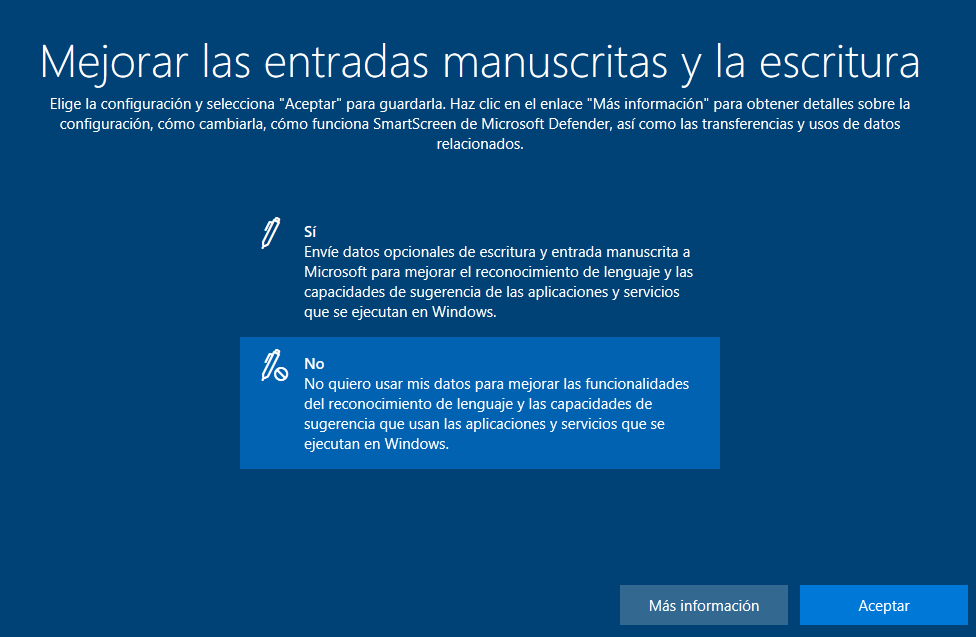 Mejorar las entradas manuscritas y la escritura
Elige la configuración y selecciona "Aceptar" para guardarla. Haz clic en el enlace "Más información" para obtener detalles sobre la
configuración, cómo cambiarla, cómo funciona SmartScreen de Microsoft Defender, así como las transferencias y usos de datos
relacionados.
Sí
Envíe datos opcionales de escritura y entrada manuscrita a
Microsoft para mejorar el reconocimiento de lenguaje y las
capacidades de sugerencia de las aplicaciones y servicios
que se ejecutan en Windows.
No
No quiero usar mis datos para mejorar las funcionalidades
del reconocimiento de lenguaje y las capacidades de
sugerencia que usan las aplicaciones y servicios que se
ejecutan en Windows.
Más información
Aceptar